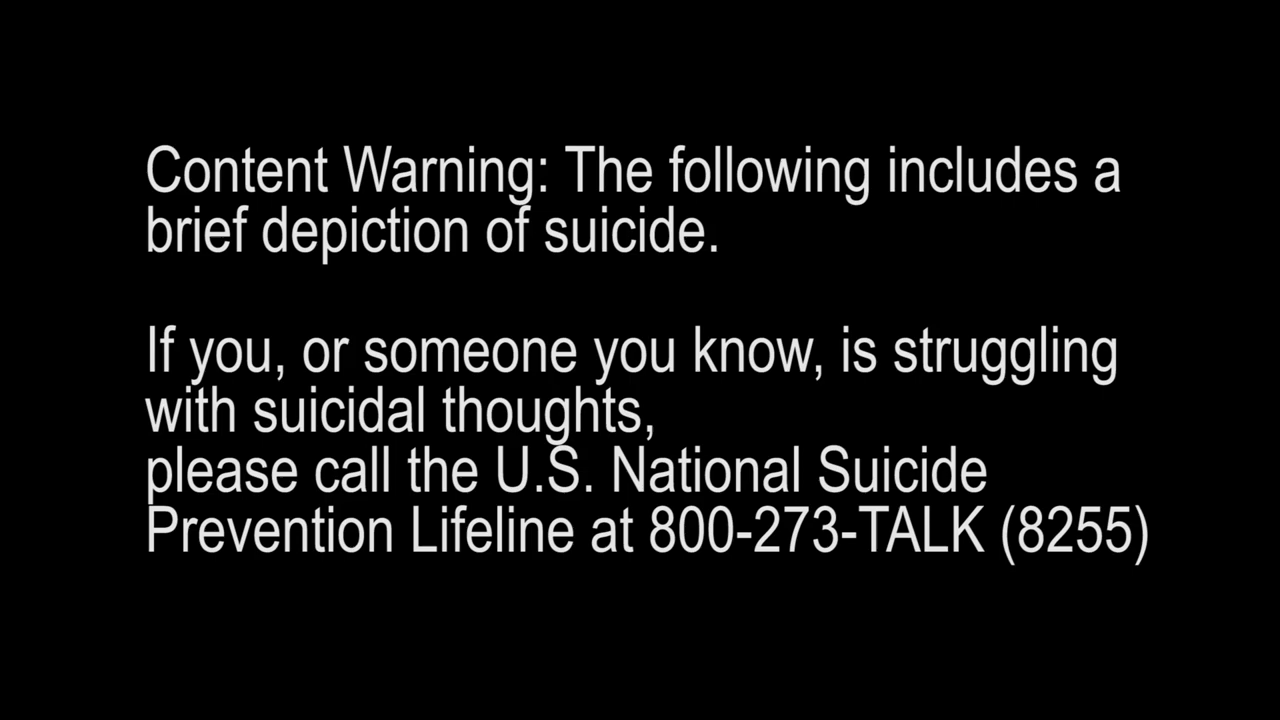 Content Warning: The following includes a
brief depiction of suicide.
If you, or someone you know, is struggling
with suicidal thoughts,
please call the U.S. National Suicide
Prevention Lifeline at 800-273-TALK (8255)